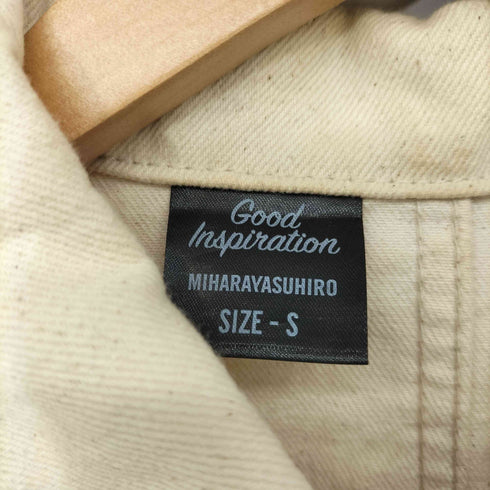 Good
Inspiration
MIHARAYASUHIRO
SIZE - S